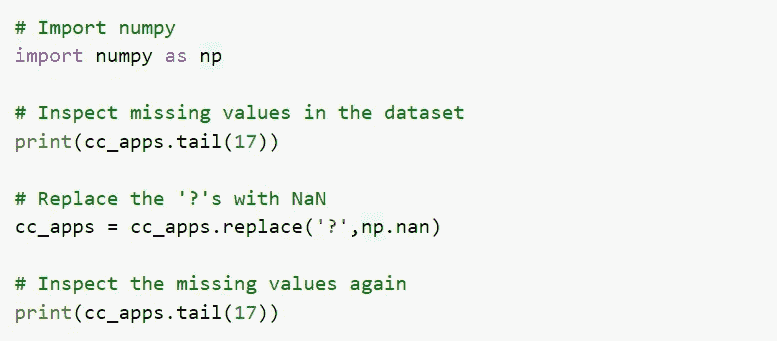 # Import numpy
import numpy as np
# Inspect missing values in the dataset
print(cc_apps.tail(17))
# Replace the '?'s with NaN
cc_apps = cc_apps.replace('?',np.nan)
# Inspect the missing values again
print(cc_apps.tail(17))